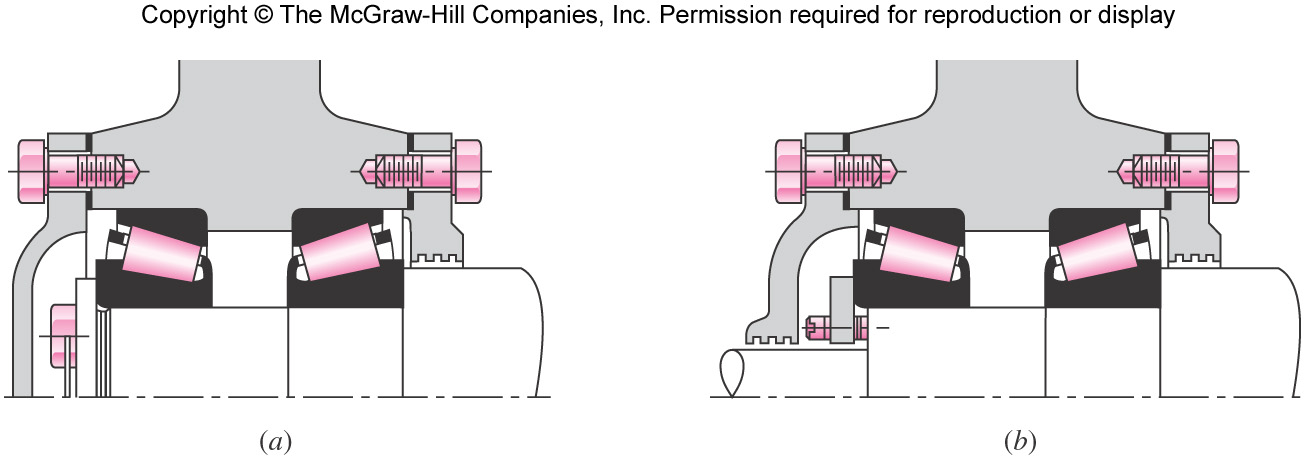 Copyright © The McGraw-Hill Companies, Inc. Permission required for reproduction or display
(a)
(b)